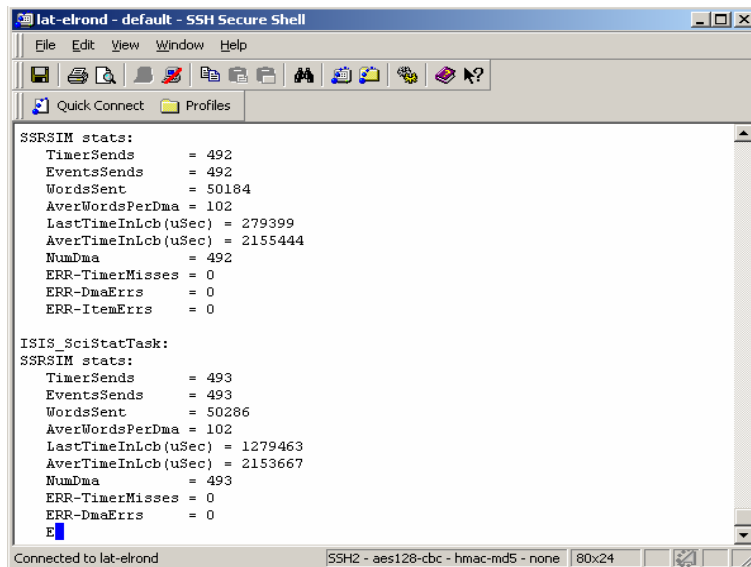 lat-elrond - default - SSH Secure Shell
File Edit View Window Help
Quick Connect Profiles
SSRSIM stats:
TimerSends = 492
EventsSends = 492
WordsSent = 50184
AverWordsPerDma = 102
LastTimeInLcb(uSec) = 279399
AverTimeInLcb(uSec) = 2155444
NumDma = 492
ERR-TimerMisses = 0
ERR-DmaErrs = 0
ERR-ItemErrs = 0
ISIS_SciStatTask:
SSRSIM stats:
TimerSends = 493
EventsSends = 493
WordsSent = 50286
AverWordsPerDma = 102
LastTimeInLcb(uSec) = 1279463
AverTimeInLcb(uSec) = 2153667
NumDma = 493
ERR-TimerMisses = 0
ERR-DmaErrs = 0
E
Connected to lat-elrond SSH2 - aes128-cbc - hmac-md5 - none 80x24